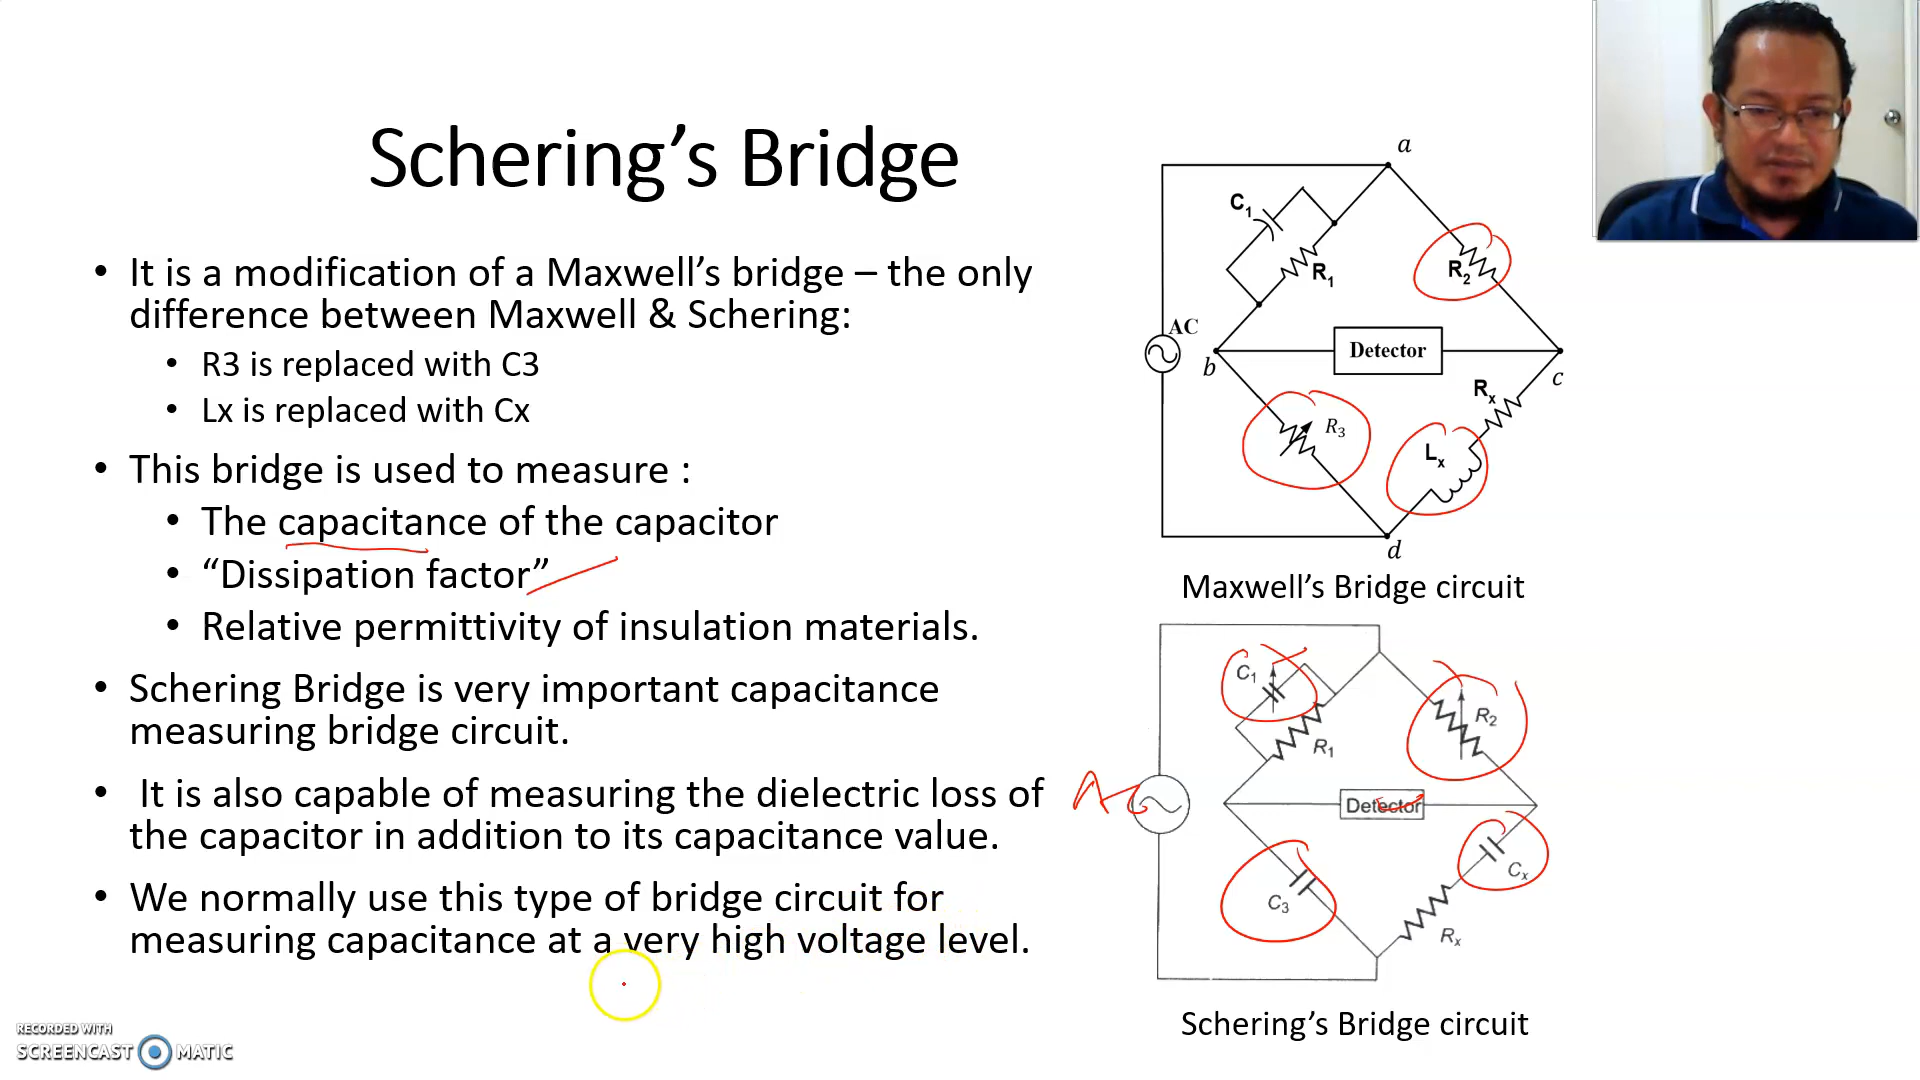 Schering’s Bridge
• It is a modification of a Maxwell’s bridge – the only
difference between Maxwell & Schering:
• R3 is replaced with C3
• Lx is replaced with Cx
• This bridge is used to measure :
• The capacitance of the capacitor
• “Dissipation factor”
• Relative permittivity of insulation materials.
• Schering Bridge is very important capacitance
measuring bridge circuit.
• It is also capable of measuring the dielectric loss of
the capacitor in addition to its capacitance value.
• We normally use this type of bridge circuit for
measuring capacitance at a very high voltage level.
a
C1
R1
R2
AC
Detector
b
c
Rx
R3
Lx
d
Maxwell’s Bridge circuit
C1
R2
R1
AC
Detector
Cx
C3
Rx
Schering’s Bridge circuit
RECORDED WITH
SCREENCAST MATIC